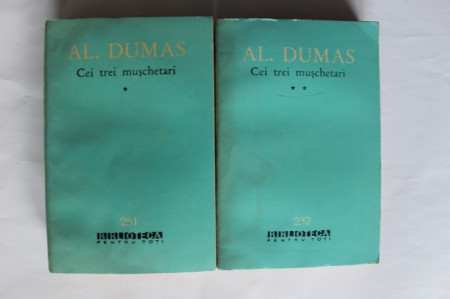 AL. DUMAS
Cei trei mușchetari
*
251
BIBLIOTECA
PENTRU TOȚI
AL. DUMAS
Cei trei mușchetari
* *
252
BIBLIOTECA
PENTRU TOȚI